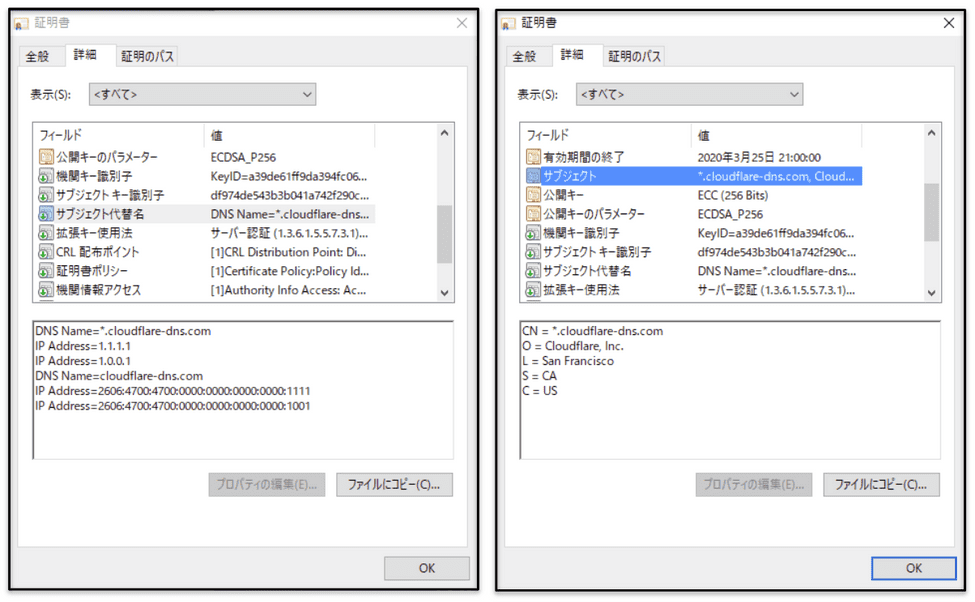 証明書
全般 詳細 証明のパス
表示(S): <すべて>
フィールド 値
公開キーのパラメーター ECDSA_P256
機関キー識別子 KeyID=a39de61ff9da394fc06...
サブジェクト キー識別子 df974de543b3b041a742f290c...
サブジェクト代替名 DNS Name=*.cloudflare-dns...
拡張キー使用法 サーバー認証 (1.3.6.1.5.5.7.3.1)...
CRL 配布ポイント [1]CRL Distribution Point: Di...
証明書ポリシー [1]Certificate Policy:Policy Id...
機関情報アクセス [1]Authority Info Access: Ac...
DNS Name=*.cloudflare-dns.com
IP Address=1.1.1.1
IP Address=1.0.0.1
DNS Name=cloudflare-dns.com
IP Address=2606:4700:4700:0000:0000:0000:0000:1111
IP Address=2606:4700:4700:0000:0000:0000:0000:1001
プロパティの編集(E)... ファイルにコピー(C)...
OK
証明書
全般 詳細 証明のパス
表示(S): <すべて>
フィールド 値
有効期間の終了 2020年3月25日 21:00:00
サブジェクト *.cloudflare-dns.com, Cloud...
公開キー ECC (256 Bits)
公開キーのパラメーター ECDSA_P256
機関キー識別子 KeyID=a39de61ff9da394fc06...
サブジェクト キー識別子 df974de543b3b041a742f290c...
サブジェクト代替名 DNS Name=*.cloudflare-dns...
拡張キー使用法 サーバー認証 (1.3.6.1.5.5.7.3.1)...
CN = *.cloudflare-dns.com
O = Cloudflare, Inc.
L = San Francisco
S = CA
C = US
プロパティの編集(E)... ファイルにコピー(C)...
OK